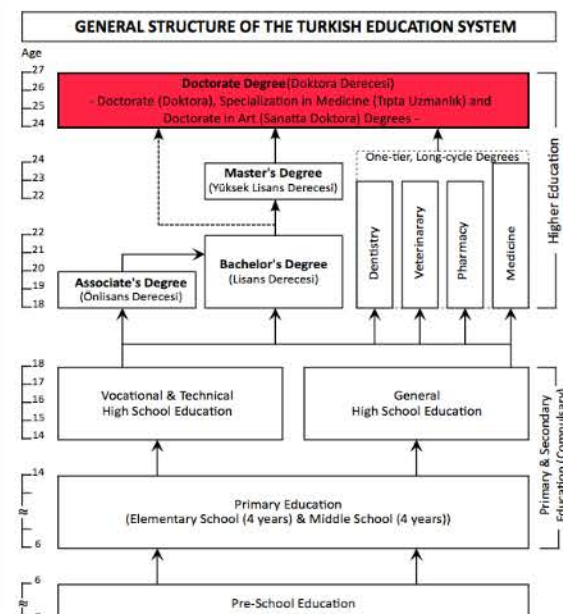 GENERAL STRUCTURE OF THE TURKISH EDUCATION SYSTEM
Age
27
26
25
24
Doctorate Degree(Doktora Derecesi)
- Doctorate (Doktora), Specialization in Medicine (Tıpta Uzmanlık) and
Doctorate in Art (Sanatta Doktora) Degrees -
24
23
22
Master's Degree
(Yüksek Lisans Derecesi)
One-tier, Long-cycle Degrees
Higher Education
22
21
20
19
18
Associate's Degree
(Önlisans Derecesi)
Bachelor's Degree
(Lisans Derecesi)
Dentistry
Veterinarary
Pharmacy
Medicine
18
17
16
15
14
Vocational & Technical
High School Education
General
High School Education
Primary & Secondary
Education (Compulsary)
14
≈
6
Primary Education
(Elementary School (4 years) & Middle School (4 years))
6
≈
Pre-School Education